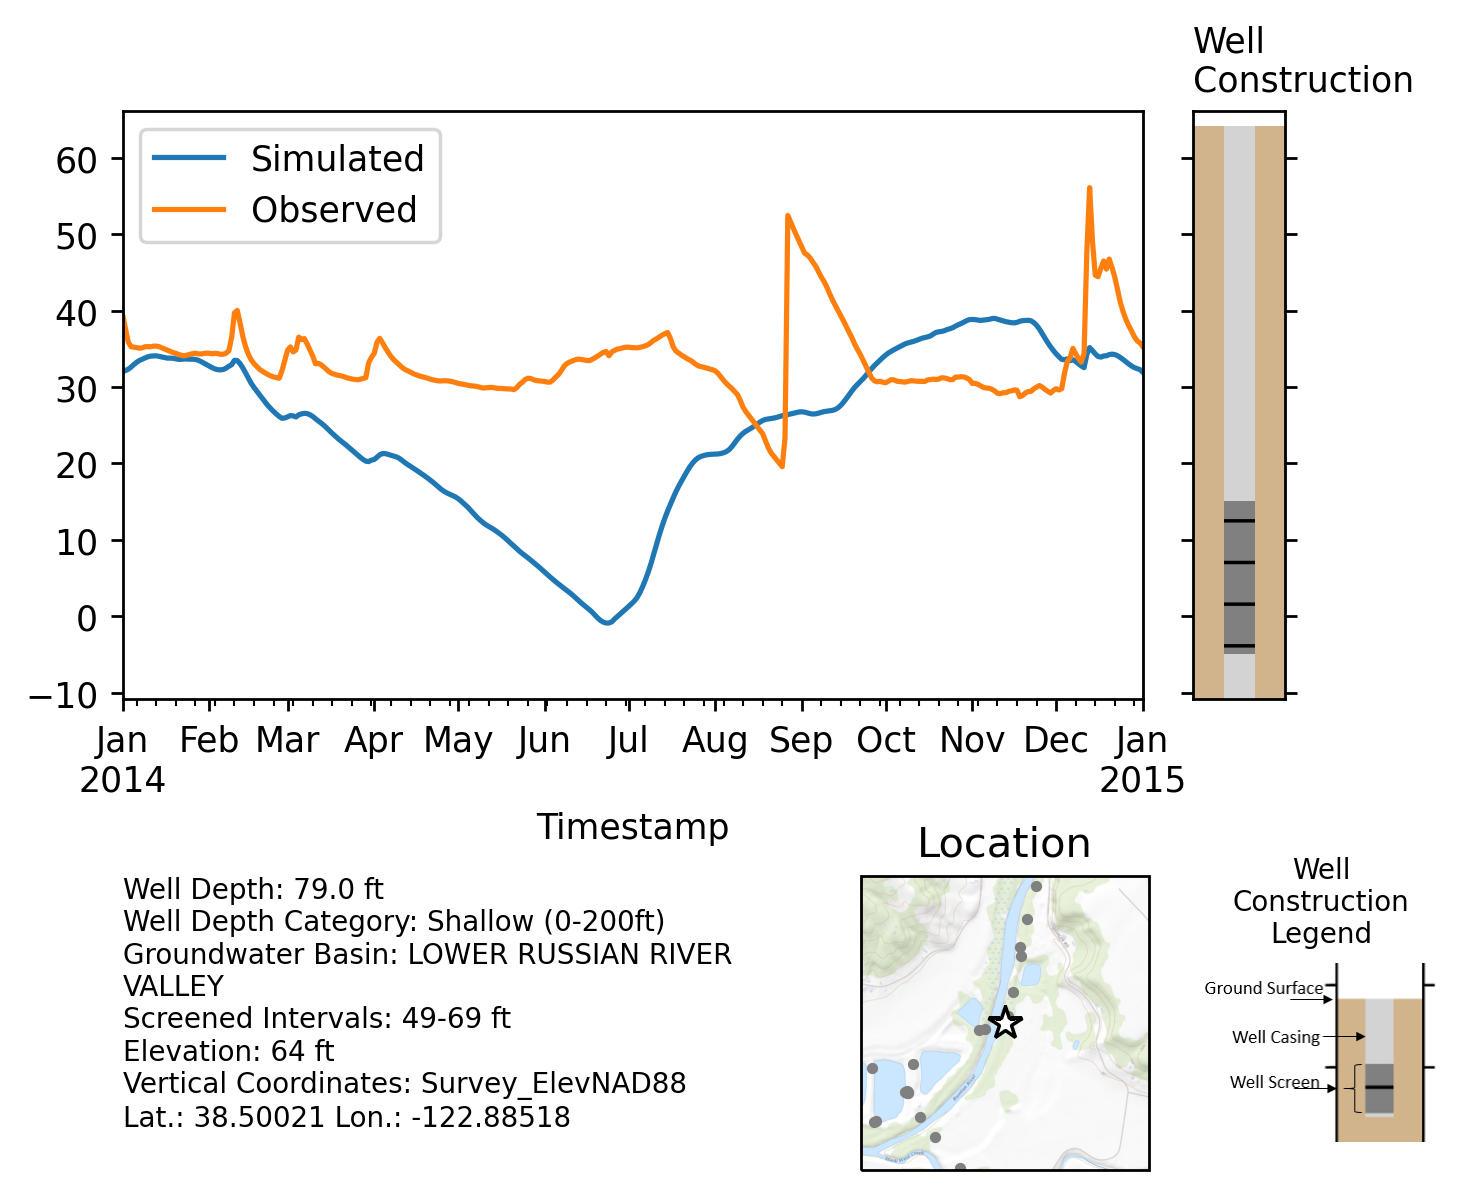 Well
Construction
Simulated
Observed
60
50
40
30
20
10
0
−10
Jan Feb Mar Apr May Jun Jul Aug Sep Oct Nov Dec Jan
2014 2015
Timestamp
Well Depth: 79.0 ft
Well Depth Category: Shallow (0-200ft)
Groundwater Basin: LOWER RUSSIAN RIVER
VALLEY
Screened Intervals: 49-69 ft
Elevation: 64 ft
Vertical Coordinates: Survey_ElevNAD88
Lat.: 38.50021 Lon.: -122.88518
Location
Well
Construction
Legend
Ground Surface
Well Casing
Well Screen